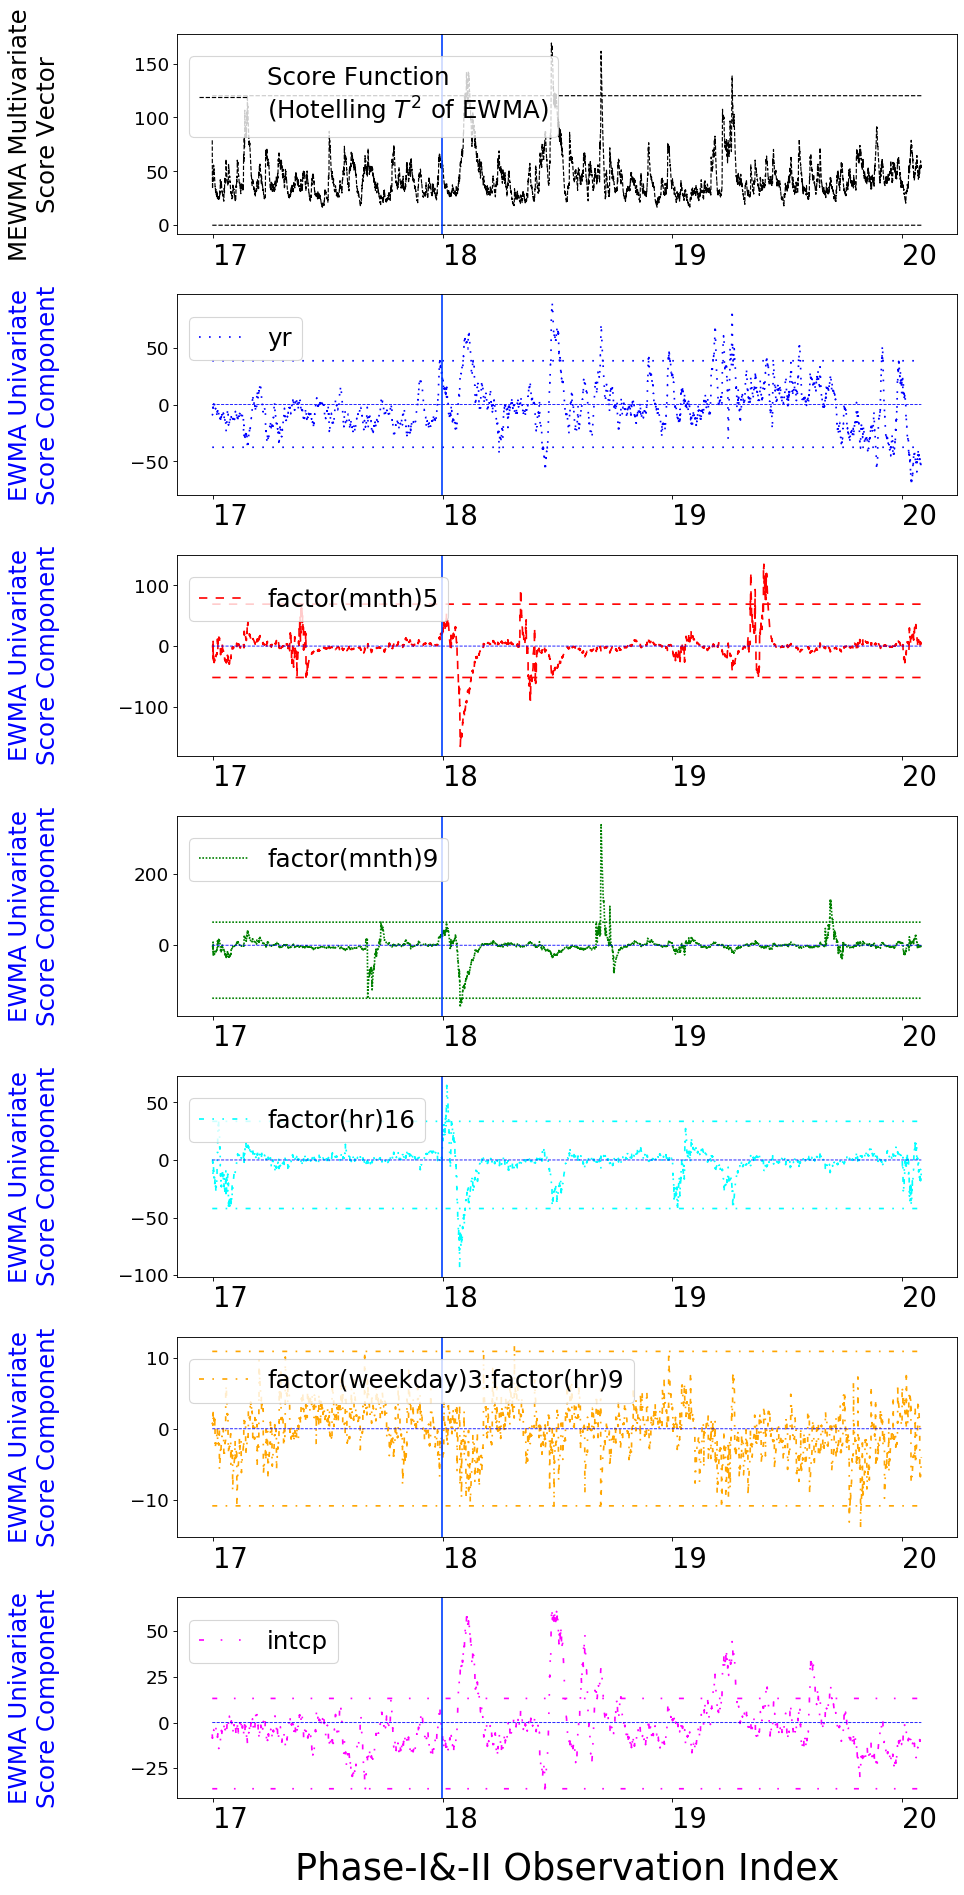 MEWMA Multivariate
Score Vector
150
100
50
0
Score Function
(Hotelling T² of EWMA)
17 18 19 20
EWMA Univariate
Score Component
50
0
−50
yr
17 18 19 20
EWMA Univariate
Score Component
100
0
−100
factor(mnth)5
17 18 19 20
EWMA Univariate
Score Component
200
0
factor(mnth)9
17 18 19 20
EWMA Univariate
Score Component
50
0
−50
−100
factor(hr)16
17 18 19 20
EWMA Univariate
Score Component
10
0
−10
factor(weekday)3:factor(hr)9
17 18 19 20
EWMA Univariate
Score Component
50
25
0
−25
intcp
17 18 19 20
Phase-I&-II Observation Index